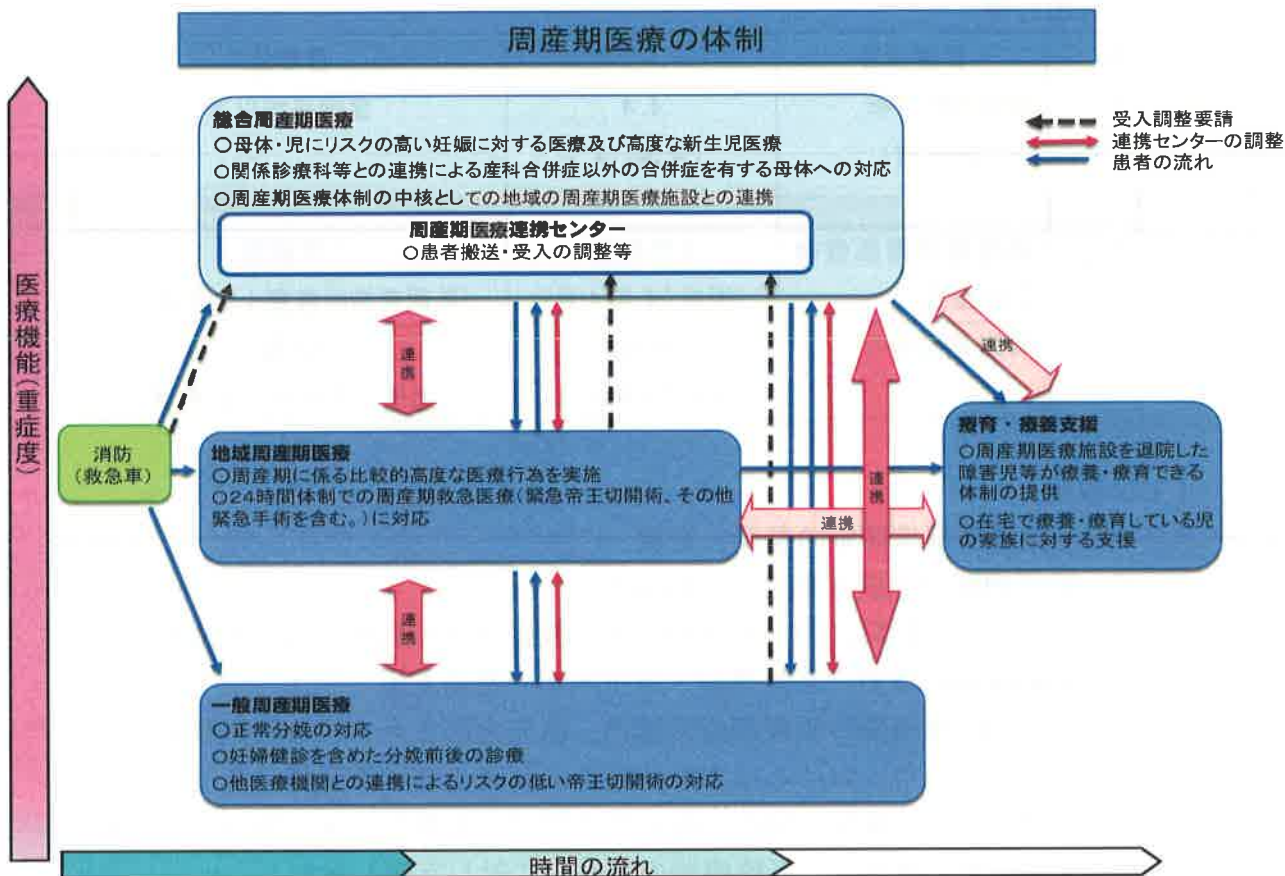 周産期医療の体制
総合周産期医療
○母体・児にリスクの高い妊娠に対する医療及び高度な新生児医療
○関係診療科等との連携による産科合併症以外の合併症を有する母体への対応
○周産期医療体制の中核としての地域の周産期医療施設との連携
周産期医療連携センター
○患者搬送・受入の調整等
受入調整要請
連携センターの調整
患者の流れ
医療機能(重症度)
連携
連携
消防
(救急車)
地域周産期医療
○周産期に係る比較的高度な医療行為を実施
○24時間体制での周産期救急医療(緊急帝王切開術、その他
緊急手術を含む。)に対応
連携
連携
療育・療養支援
○周産期医療施設を退院した
障害児等が療養・療育できる
体制の提供
○在宅で療養・療育している児
の家族に対する支援
連携
一般周産期医療
○正常分娩の対応
○妊婦健診を含めた分娩前後の診療
○他医療機関との連携によるリスクの低い帝王切開術の対応
時間の流れ